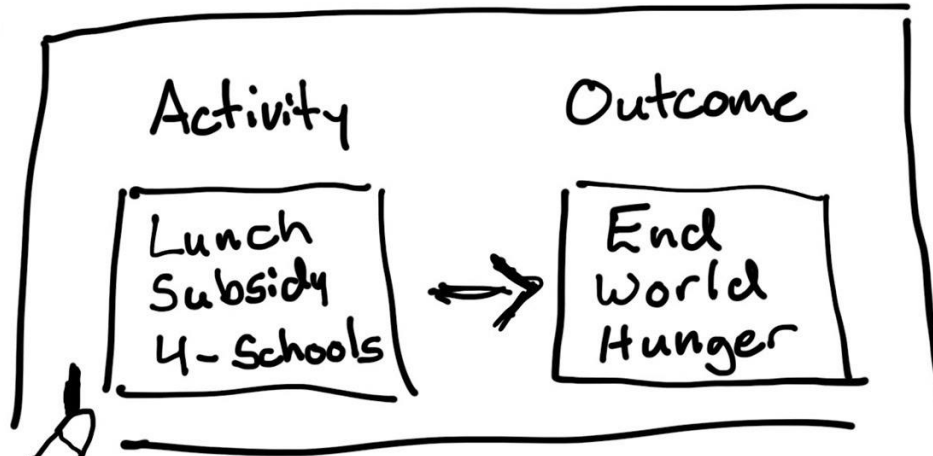 Activity
Outcome
Lunch
Subsidy
4-Schools
End
World
Hunger